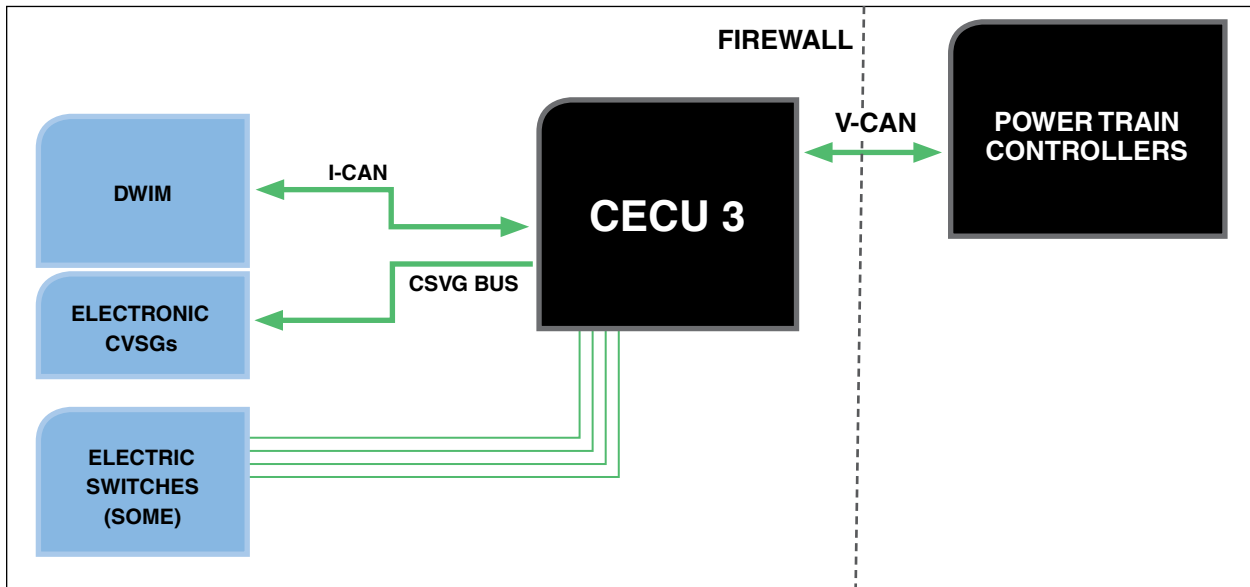 FIREWALL
POWER TRAIN
CONTROLLERS
V-CAN
DWIM
I-CAN
CECU 3
CSVG BUS
ELECTRONIC
CVSGs
ELECTRIC
SWITCHES
(SOME)